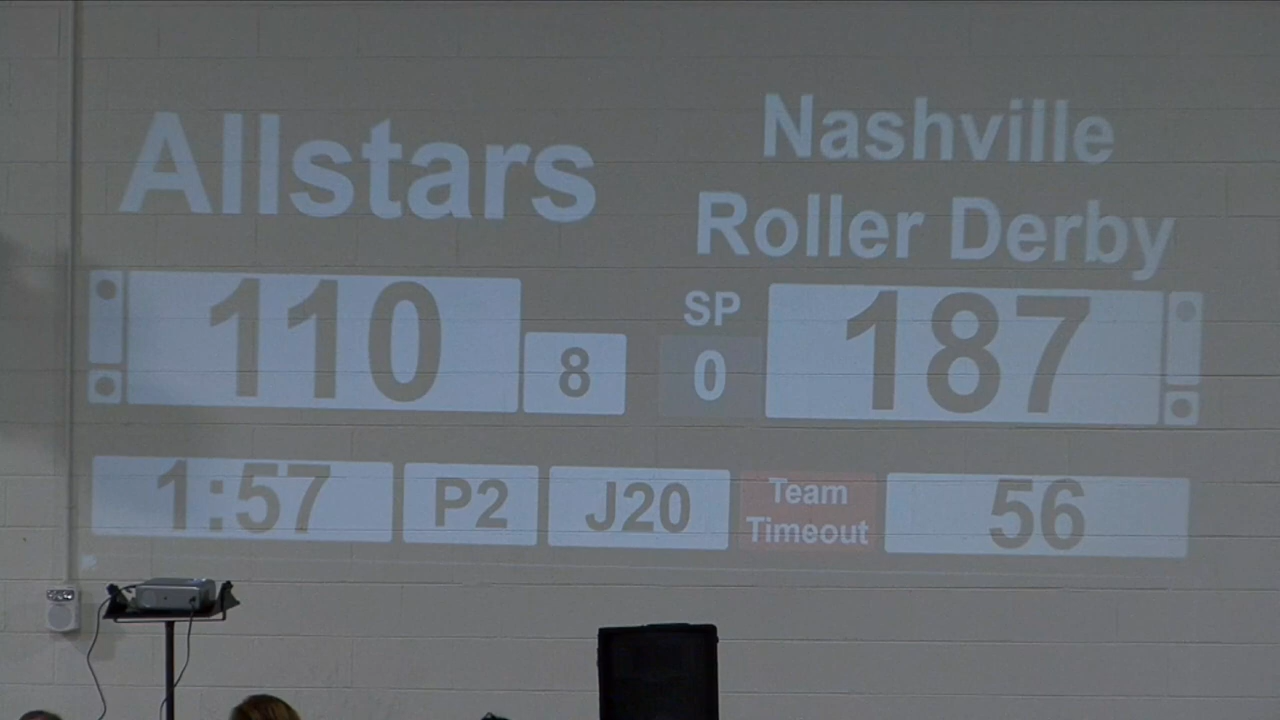 Allstars
Nashville
Roller Derby
110
8
SP
0
187
1:57
P2
J20
Team
Timeout
56